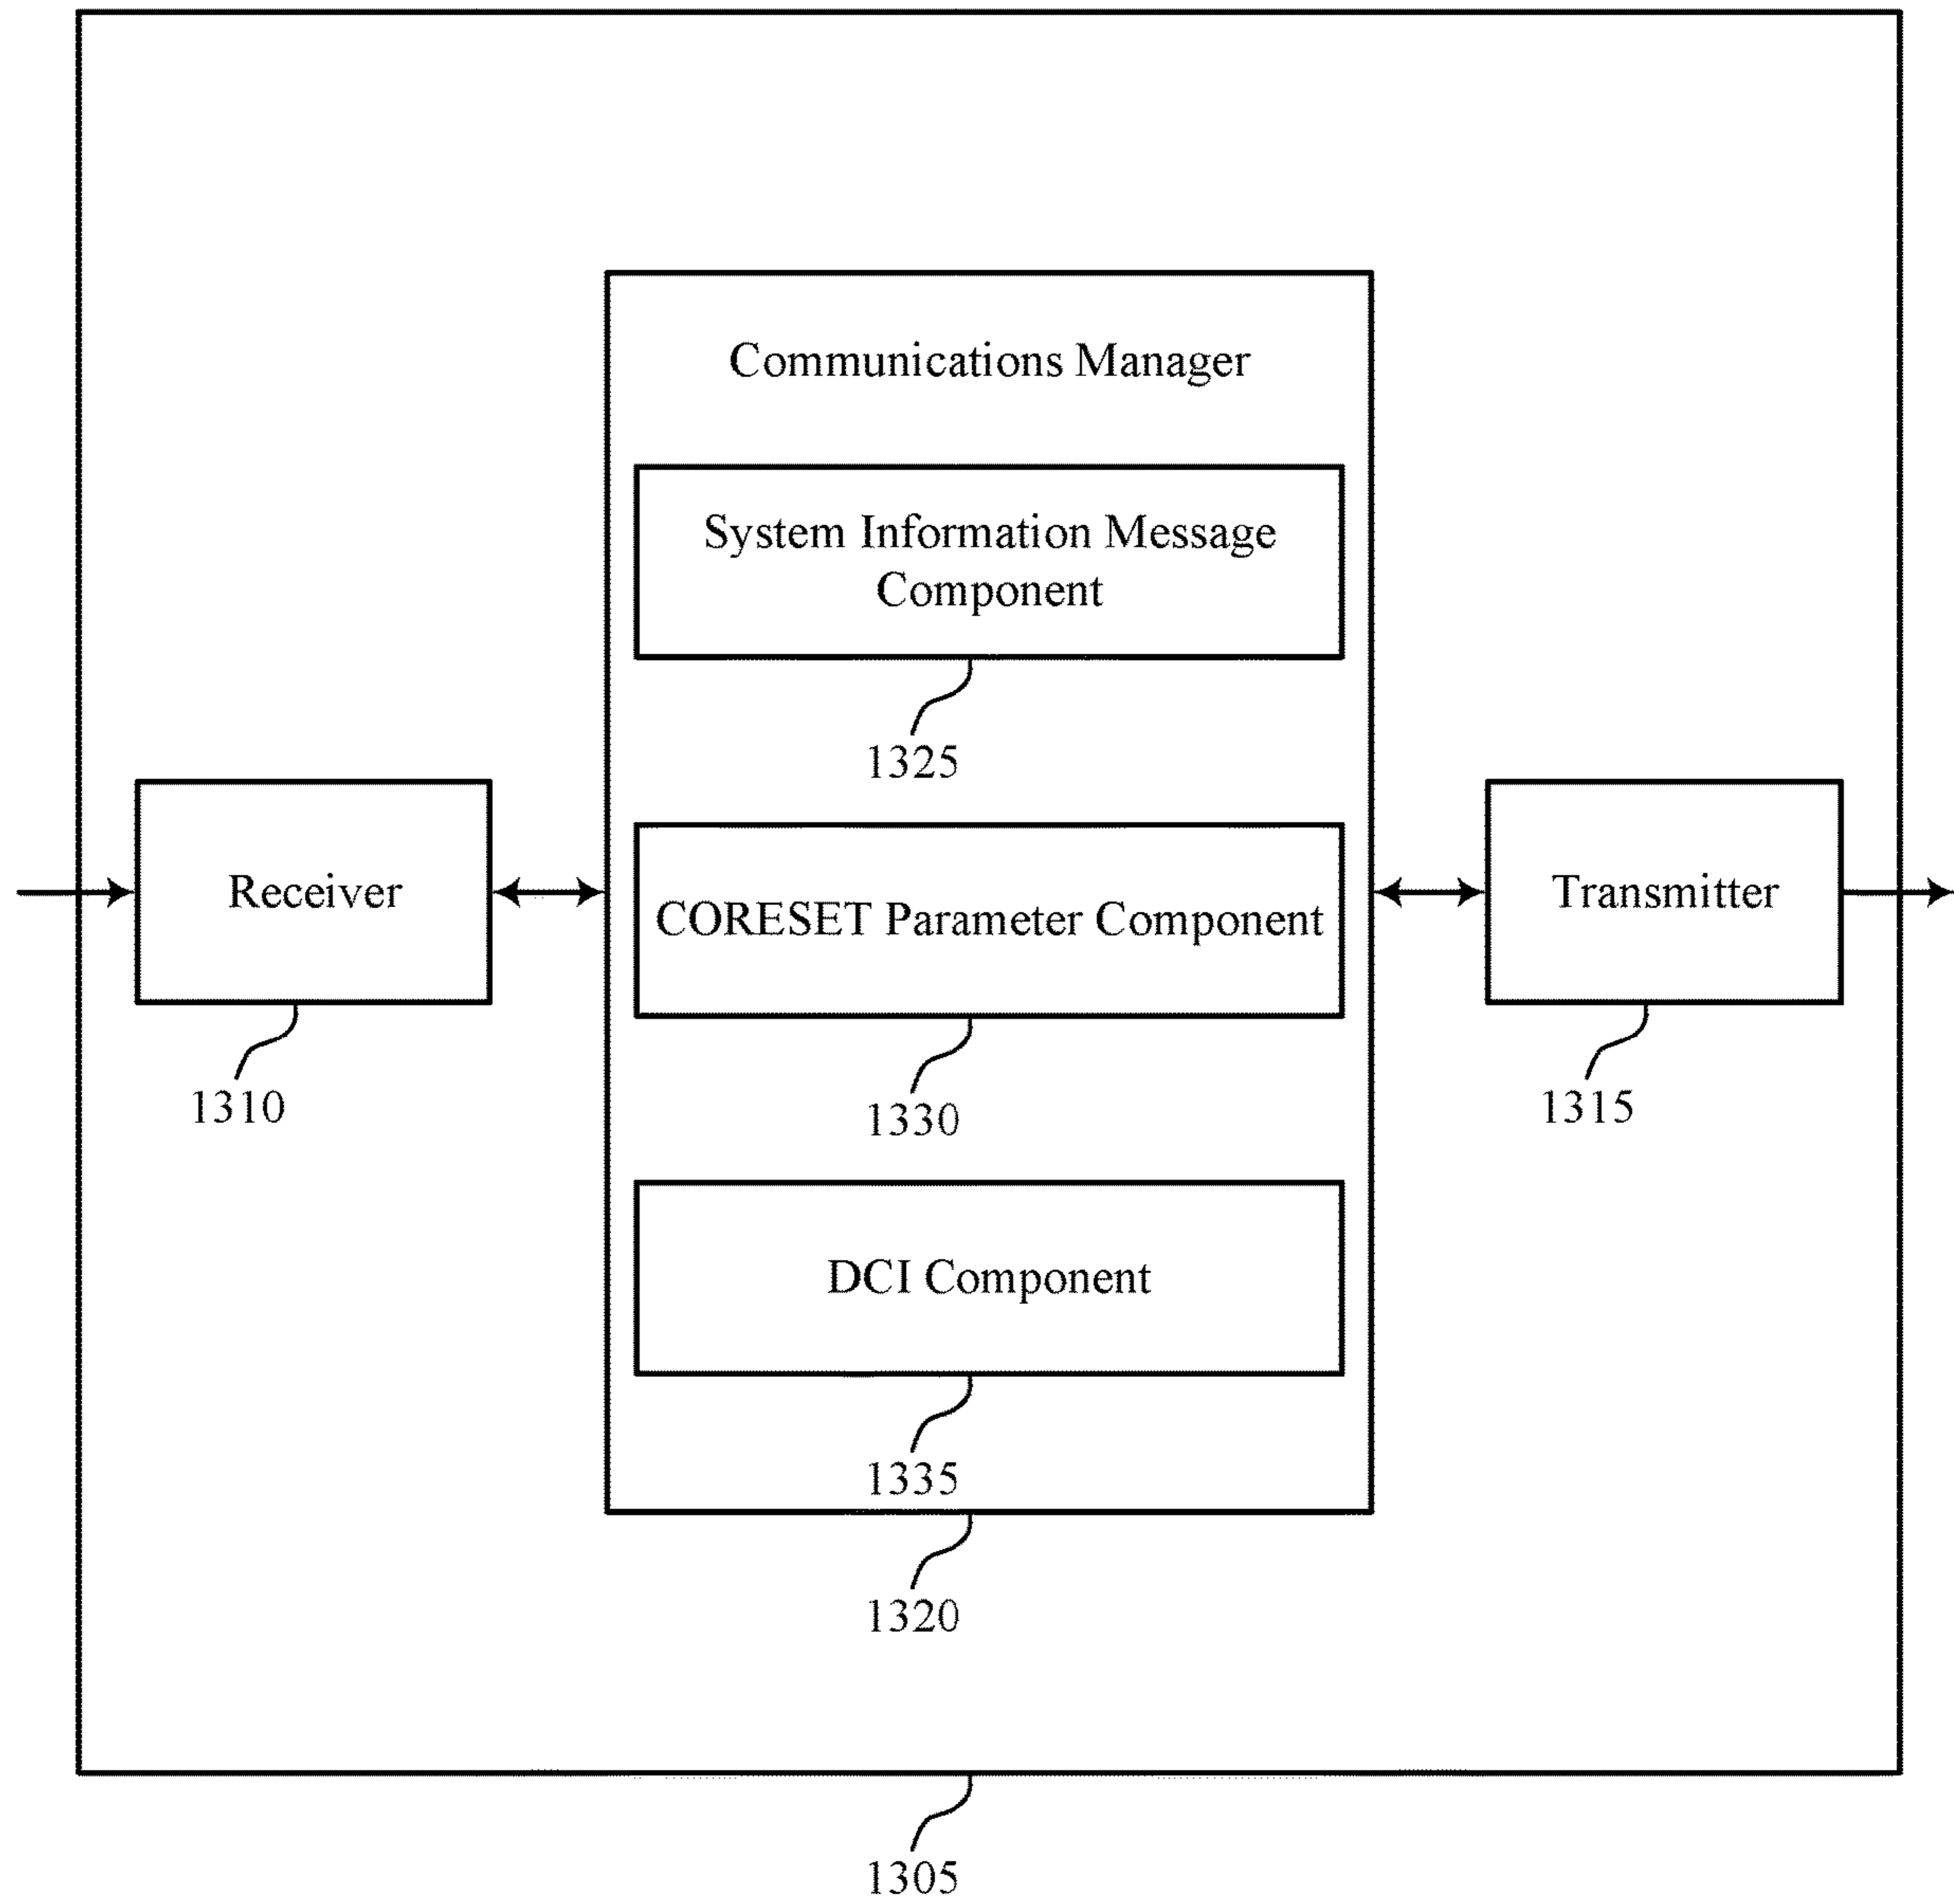 Communications Manager
System Information Message
Component
1325
Receiver
1310
CORESET Parameter Component
1330
Transmitter
1315
DCI Component
1335
1320
1305